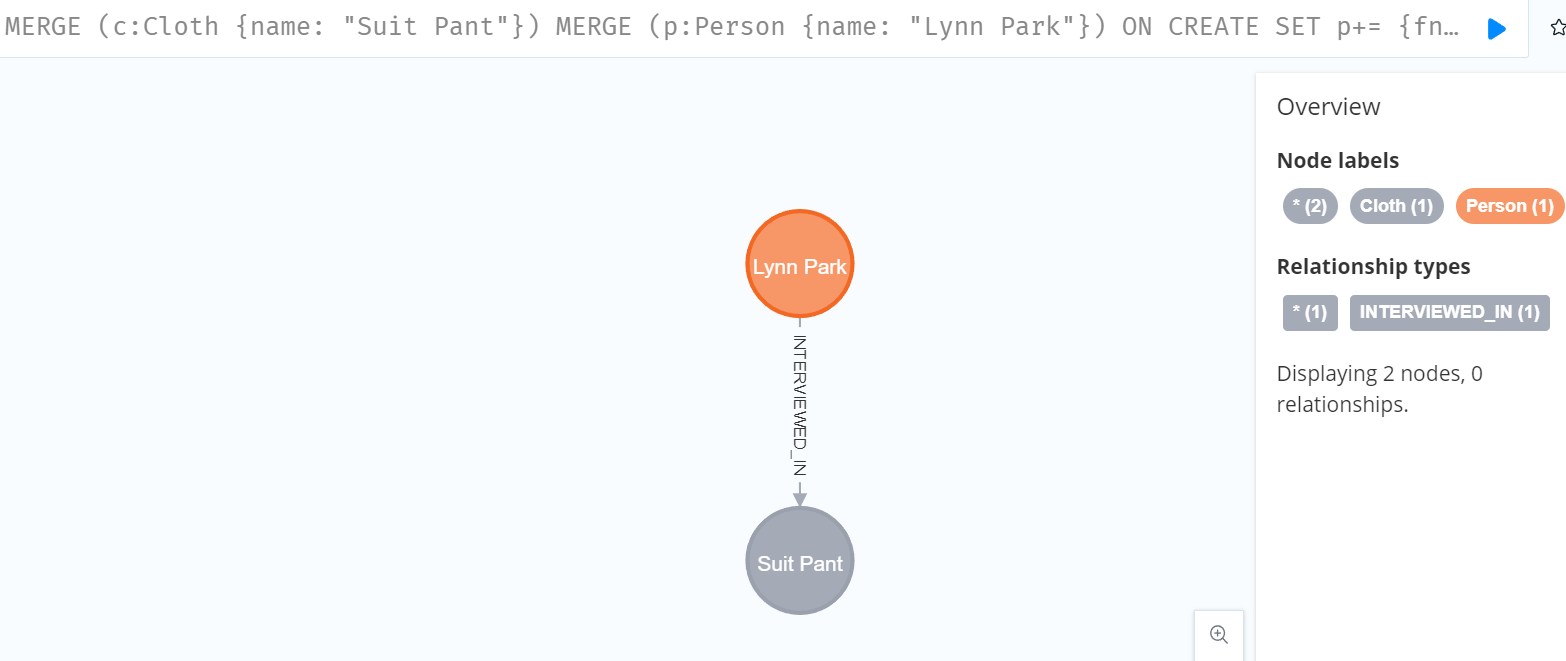 MERGE (c:Cloth {name: "Suit Pant"}) MERGE (p:Person {name: "Lynn Park"}) ON CREATE SET p+= {fn…
Overview
Node labels
* (2) Cloth (1) Person (1)
Relationship types
* (1) INTERVIEWED_IN (1)
Displaying 2 nodes, 0
relationships.
Lynn Park
INTERVIEWED_IN
Suit Pant